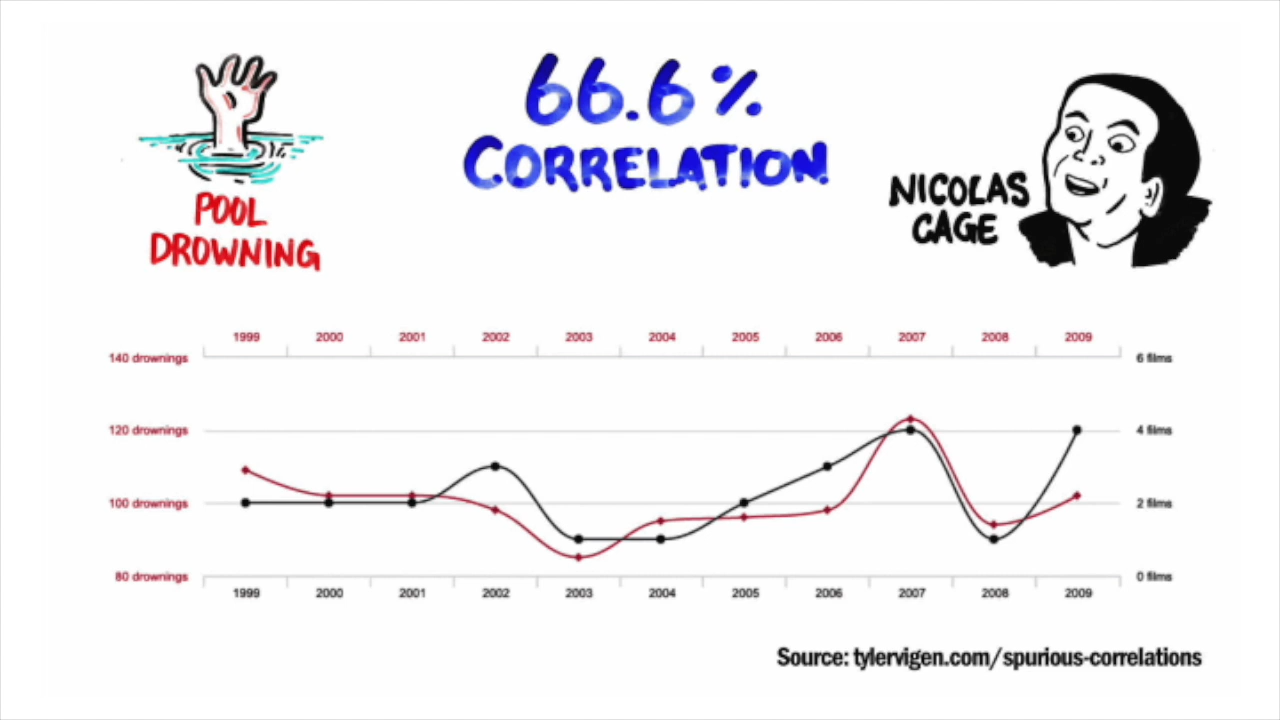 66.6%
CORRELATION
POOL
DROWNING
NICOLAS
CAGE
1999 2000 2001 2002 2003 2004 2005 2006 2007 2008 2009
140 drownings 6 films
120 drownings 4 films
100 drownings 2 films
80 drownings 0 films
1999 2000 2001 2002 2003 2004 2005 2006 2007 2008 2009
Source: tylervigen.com/spurious-correlations